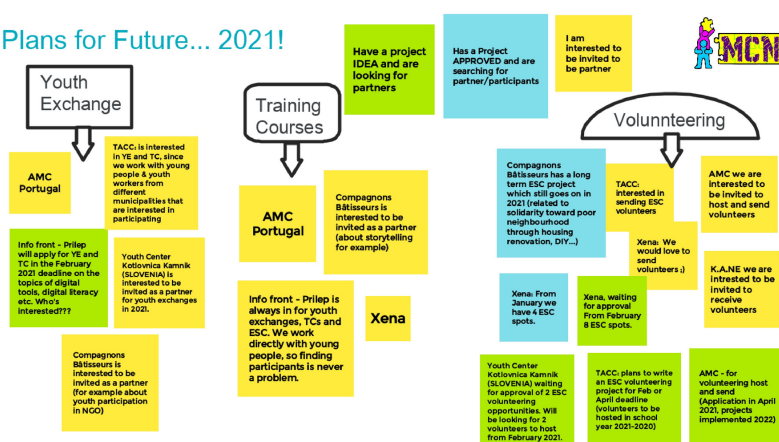 Plans for Future... 2021!
Have a project
IDEA and are
looking for
partners
Has a Project
APPROVED and are
searching for
partner/participants
I am
interested to
be invited to
be partner
MCN
Youth
Exchange
AMC
Portugal
TACC: is interested
in YE and TC, since
we work with young
people & youth
workers from
different
municipalities that
are interested in
participating
Info front - Prilep
will apply for YE and
TC in the February
2021 deadline on the
topics of digital
tools, digital literacy
etc. Who's
interested???
Youth Center
Kotlovnica Kamnik
(SLOVENIA) is
interested to be
invited as a partner
for youth exchanges
in 2021.
Compagnons
Bâtisseurs is
interested to be
invited as a partner
(for example about
youth participation
in NGO)
Training
Courses
AMC
Portugal
Compagnons
Bâtisseurs is
interested to be
invited as a partner
(about storytelling
for example)
Info front - Prilep is
always in for youth
exchanges, TCs and
ESC. We work
directly with young
people, so finding
participants is never
a problem.
Xena
Volunnteering
Compagnons
Bâtisseurs has a long
term ESC project
which still goes on in
2021 (related to
solidarity toward poor
neighbourhood
through housing
renovation, DIY...)
TACC:
interested in
sending ESC
volunteers
AMC we are
interested to
be invited to
host and send
volunteers
Xena: We
would love to
send
volunteers ;)
K.A.NE we are
intrested to be
invited to
receive
volunteers
Xena: From
January we
have 4 ESC
spots.
Xena, waiting
for approval
From February
8 ESC spots.
Youth Center
Kotlovnica Kamnik
(SLOVENIA) waiting
for approval of 2 ESC
volunteering
opportunities. Will
be looking for 2
volunteers to host
from February 2021.
TACC: plans to write
an ESC volunteering
project for Feb or
April deadline
(volunteers to be
hosted in school
year 2021-2020)
AMC - for
volunteering host
and send
(Application in April
2021, projects
implemented 2022)